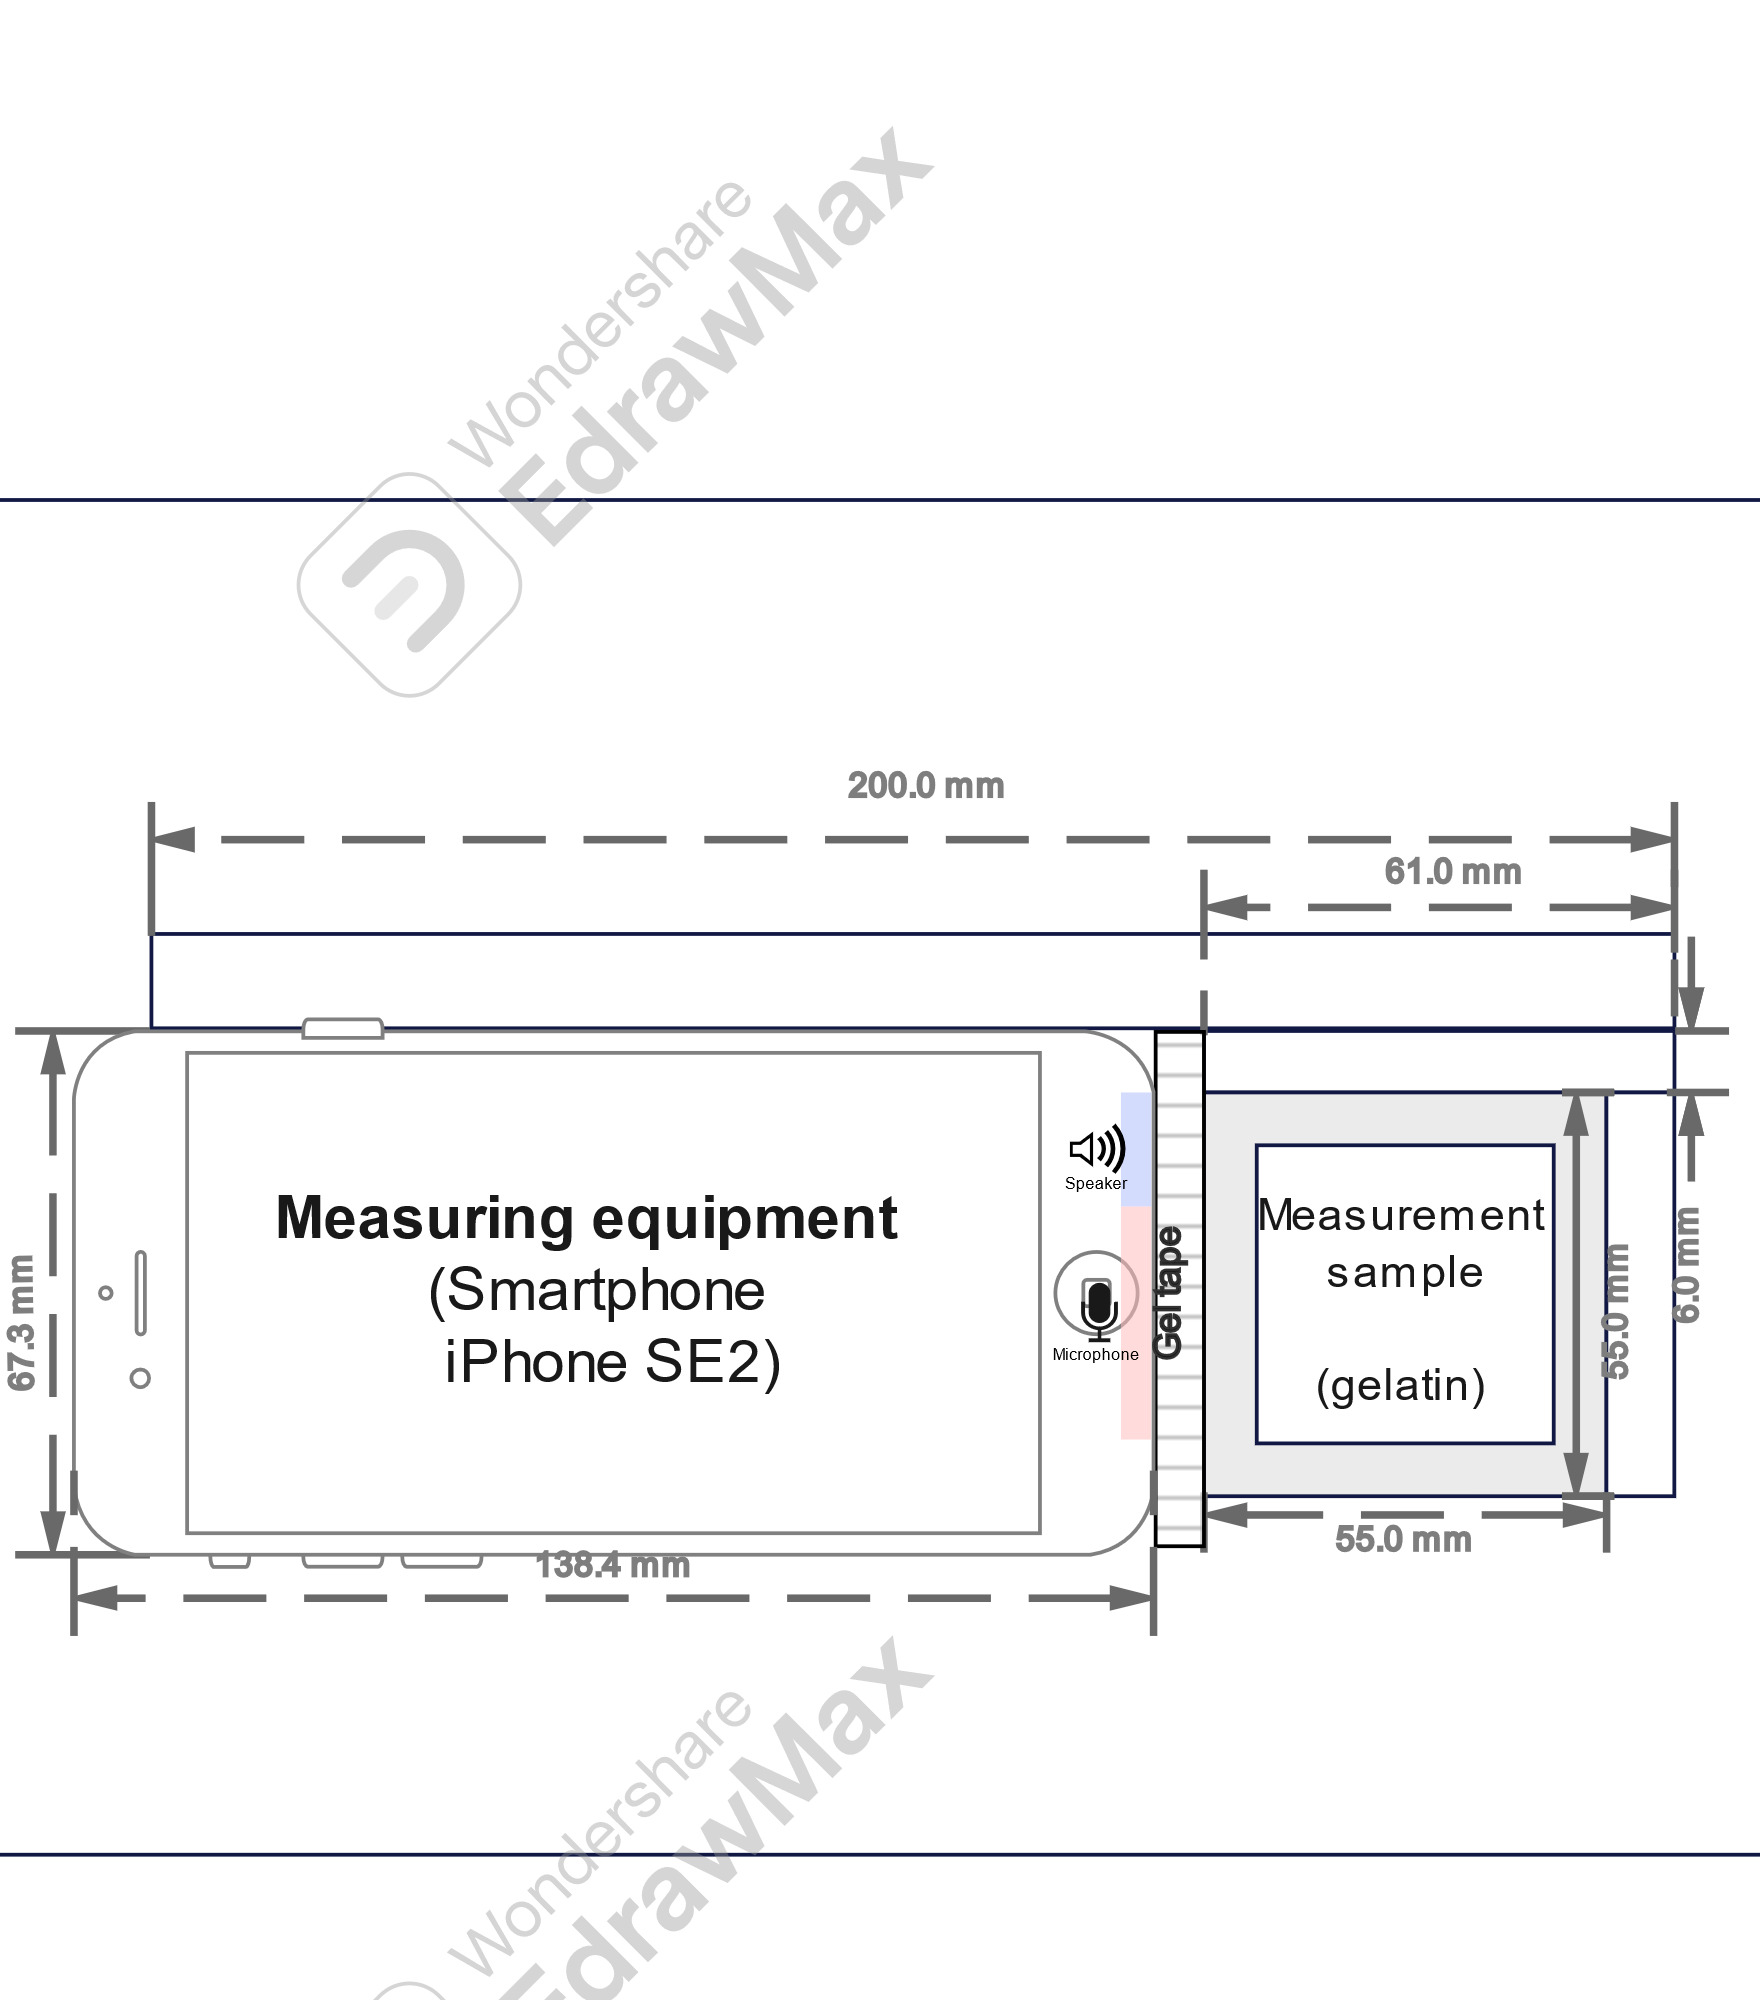 Wondershare
EdrawMax
200.0 mm
61.0 mm
Speaker
Measuring equipment
(Smartphone
iPhone SE2)
Microphone
Gel tape
Measurement
sample
(gelatin)
67.3 mm
55.0 mm
6.0 mm
55.0 mm
138.4 mm
Wondershare
EdrawMax